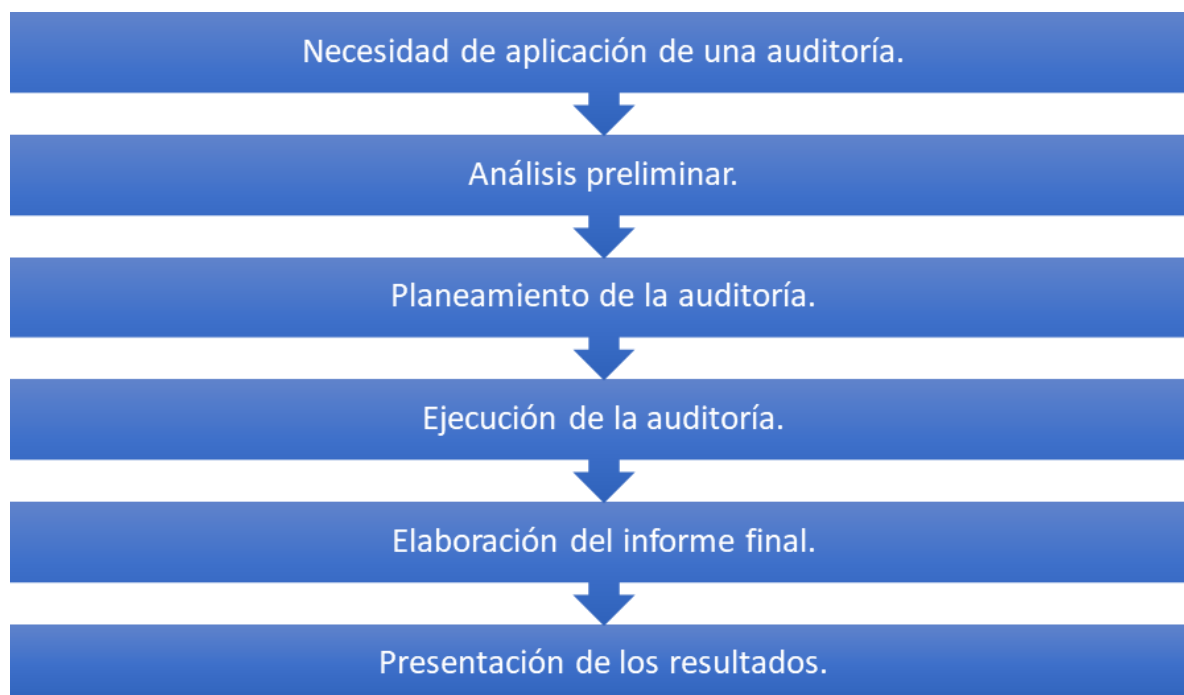 Necesidad de aplicación de una auditoría.
Análisis preliminar.
Planeamiento de la auditoría.
Ejecución de la auditoría.
Elaboración del informe final.
Presentación de los resultados.